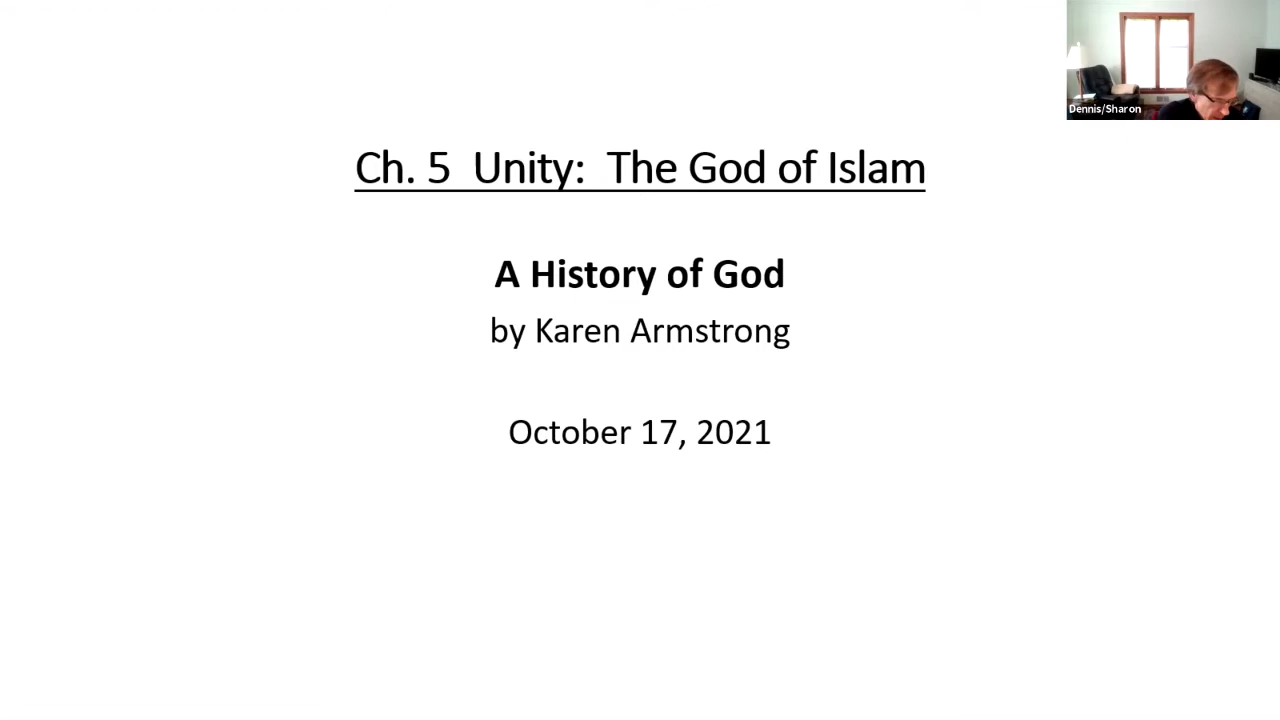 Dennis/Sharon
Ch. 5 Unity: The God of Islam
A History of God
by Karen Armstrong
October 17, 2021